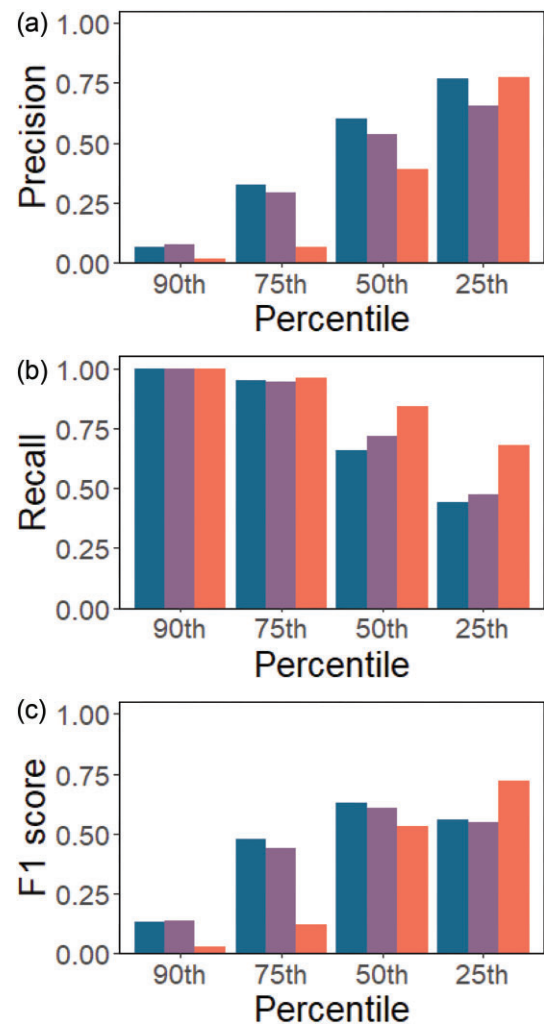 (a)
Precision
1.00
0.75
0.50
0.25
0.00
90th 75th 50th 25th
Percentile
(b)
Recall
1.00
0.75
0.50
0.25
0.00
90th 75th 50th 25th
Percentile
(c)
F1 score
1.00
0.75
0.50
0.25
0.00
90th 75th 50th 25th
Percentile